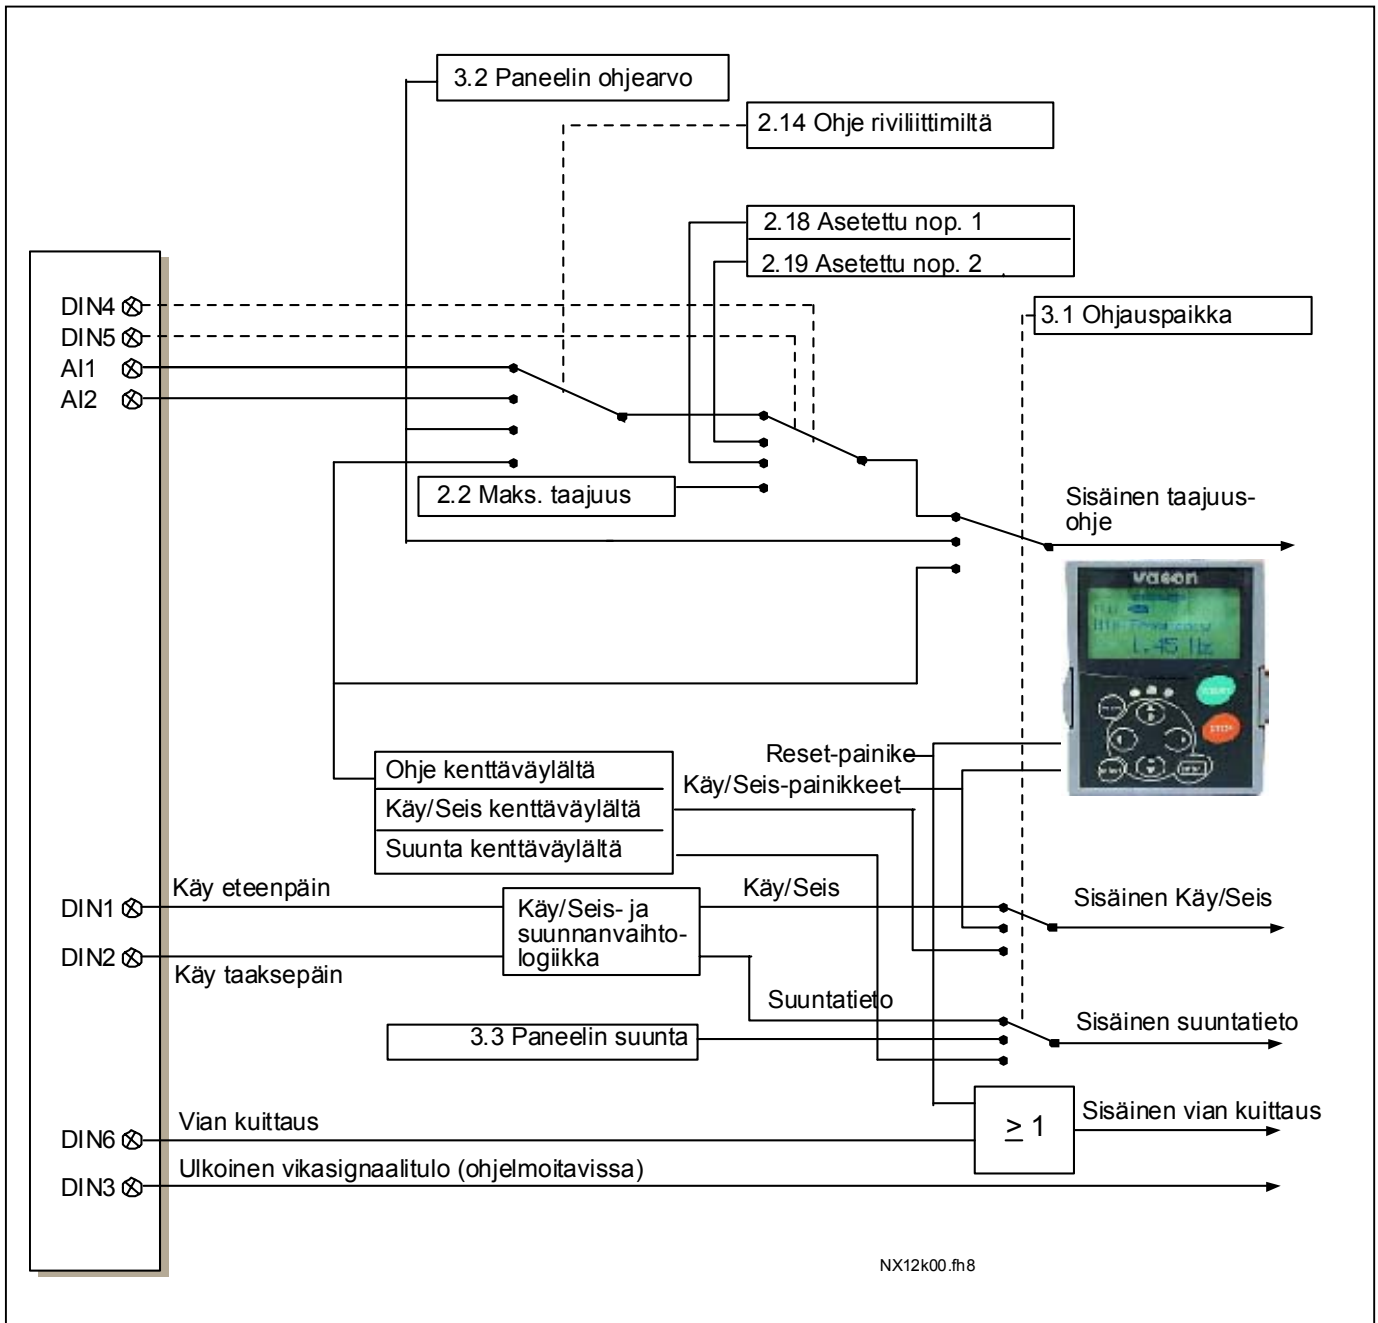 3.2 Paneelin ohjearvo
2.14 Ohje riviliittimiltä
2.18 Asetettu nop. 1
2.19 Asetettu nop. 2
3.1 Ohjauspaikka
DIN4
DIN5
AI1
AI2
2.2 Maks. taajuus
Sisäinen taajuus-
ohje
vacon
1.45 Hz
STOP
Reset-painike
Käy/Seis-painikkeet
Ohje kenttäväylältä
Käy/Seis kenttäväylältä
Suunta kenttäväylältä
DIN1
Käy eteenpäin
Käy/Seis- ja
suunnanvaihto-
logiikka
Käy/Seis
Sisäinen Käy/Seis
DIN2
Käy taaksepäin
Suuntatieto
Sisäinen suuntatieto
3.3 Paneelin suunta
DIN6
Vian kuittaus
≥ 1
Sisäinen vian kuittaus
DIN3
Ulkoinen vikasignaalitulo (ohjelmoitavissa)
NX12k00.fh8